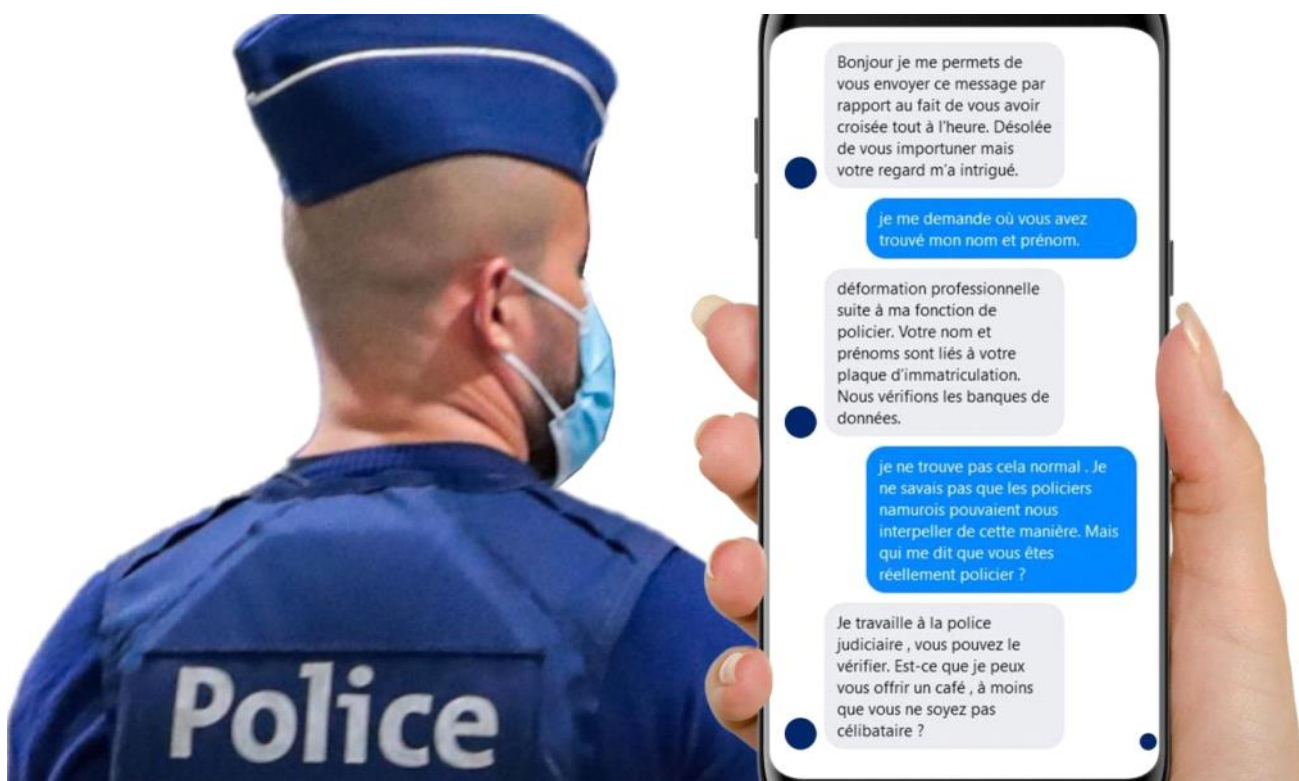 Bonjour je me permets de
vous envoyer ce message par
rapport au fait de vous avoir
croisée tout à l'heure. Désolée
de vous importuner mais
votre regard m'a intrigué.
je me demande où vous avez
trouvé mon nom et prénom.
déformation professionnelle
suite à ma fonction de
policier. Votre nom et
prénoms sont liés à votre
plaque d'immatriculation.
Nous vérifions les banques de
données.
je ne trouve pas cela normal . Je
ne savais pas que les policiers
namurois pouvaient nous
interpeller de cette manière. Mais
qui me dit que vous êtes
réellement policier ?
Je travaille à la police
judiciaire , vous pouvez le
vérifier. Est-ce que je peux
vous offrir un café , à moins
que vous ne soyez pas
célibataire ?
Police